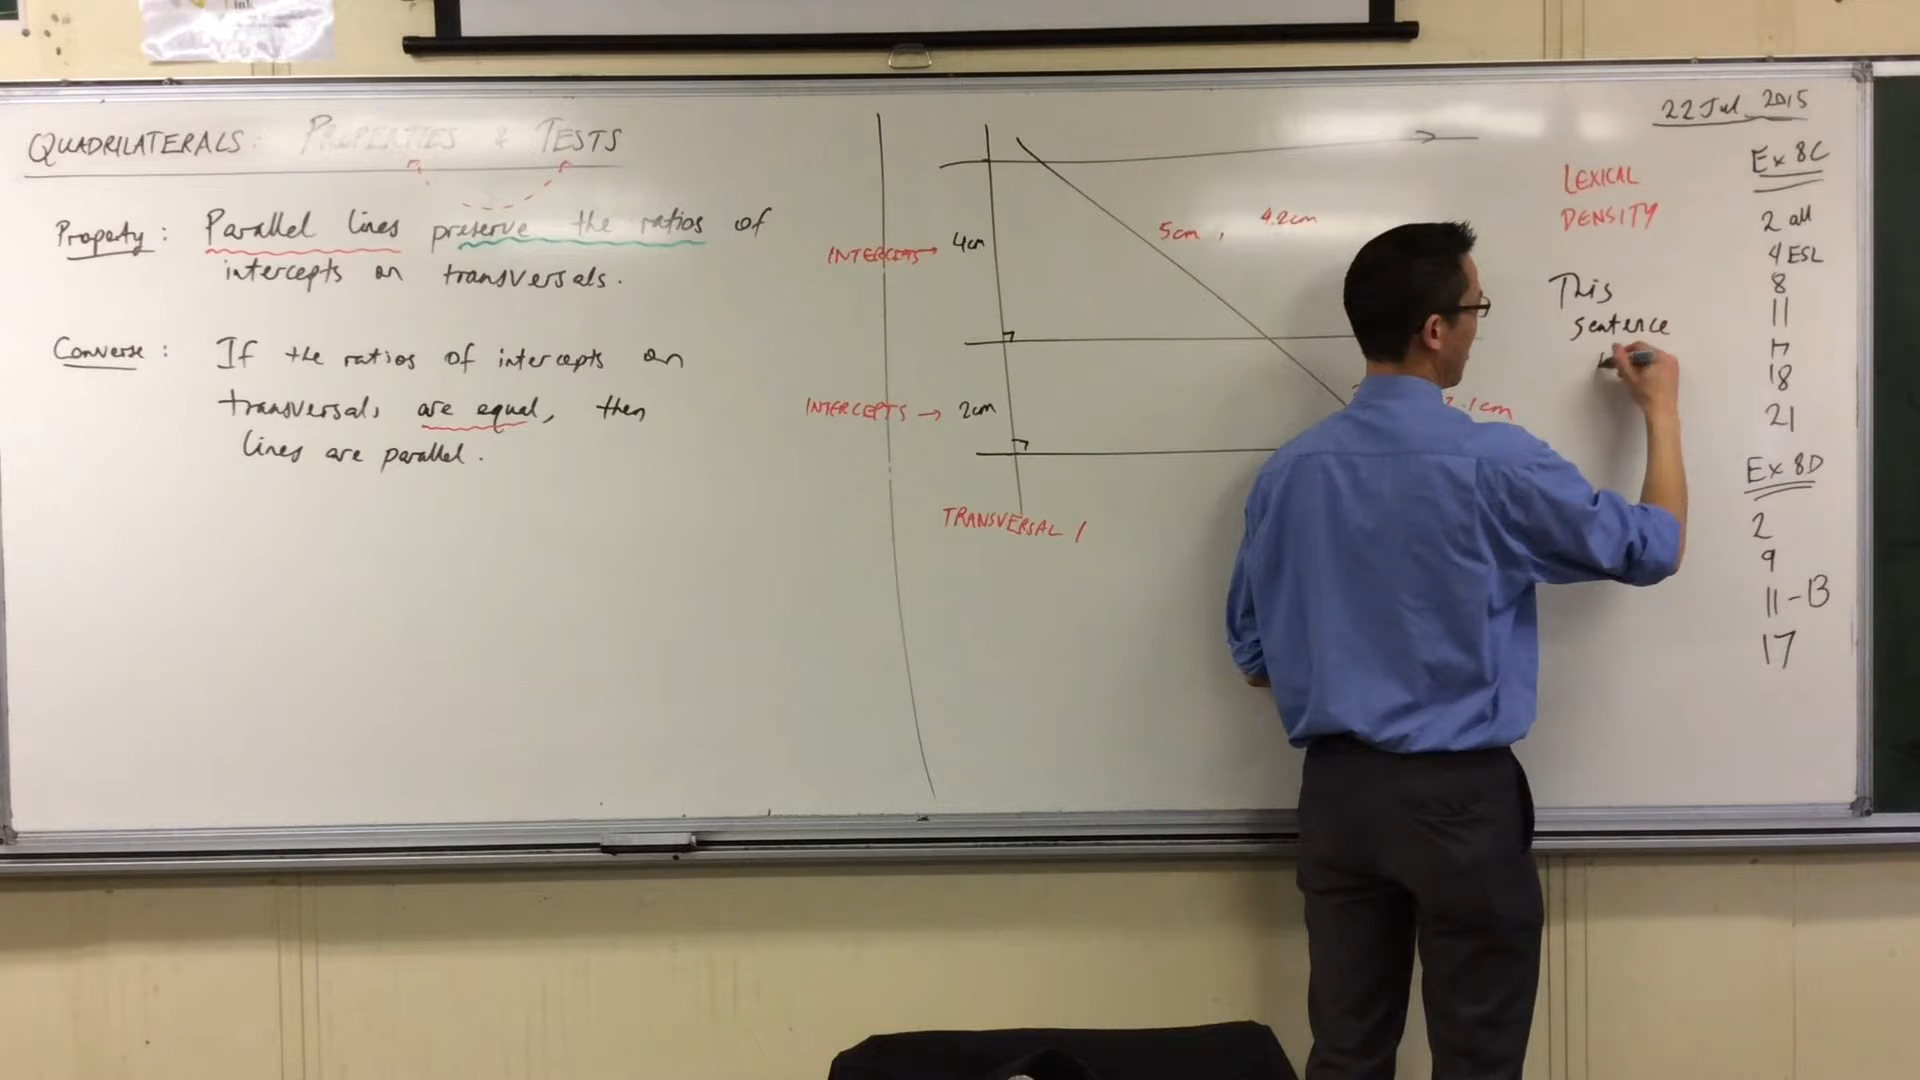 ink
QUADRILATERALS: PROPERTIES & TESTS
Property: Parallel lines preserve the ratios of
intercepts on transversals.
Converse: If the ratios of intercepts on
transversals are equal, then
lines are parallel.
INTERCEPTS → 4cm
5cm, 4.2cm
INTERCEPTS → 2cm
2.1cm
TRANSVERSAL 1
LEXICAL
DENSITY
This
sentence
22 Jul 2015
Ex 8C
2 all
4 ESL
8
11
17
18
21
Ex 8D
2
9
11-13
17